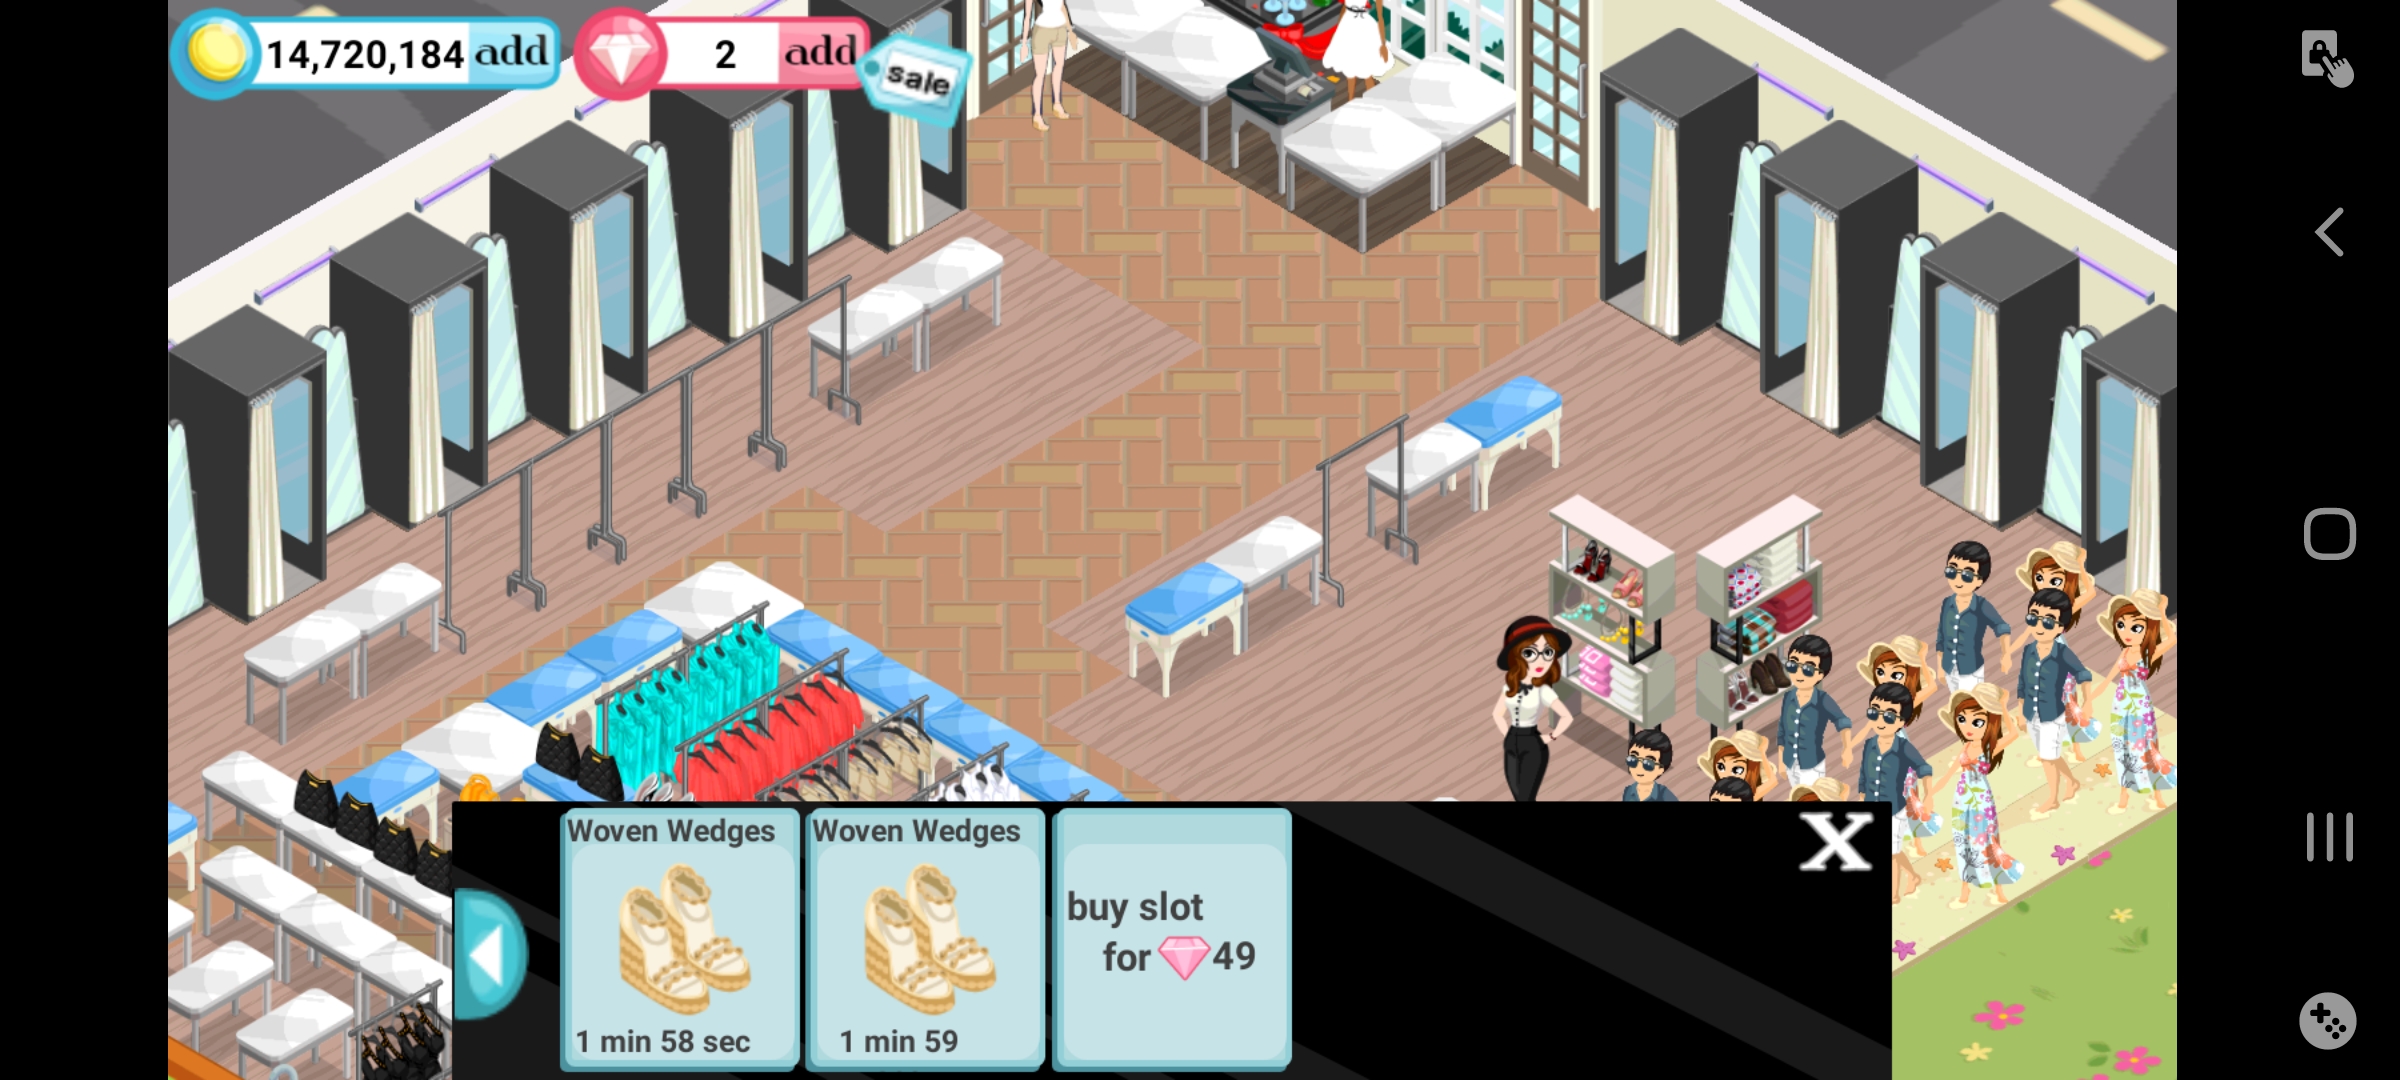 14,720,184 add
2 add
sale
Woven Wedges
1 min 58 sec
Woven Wedges
1 min 59
buy slot
for 49
X